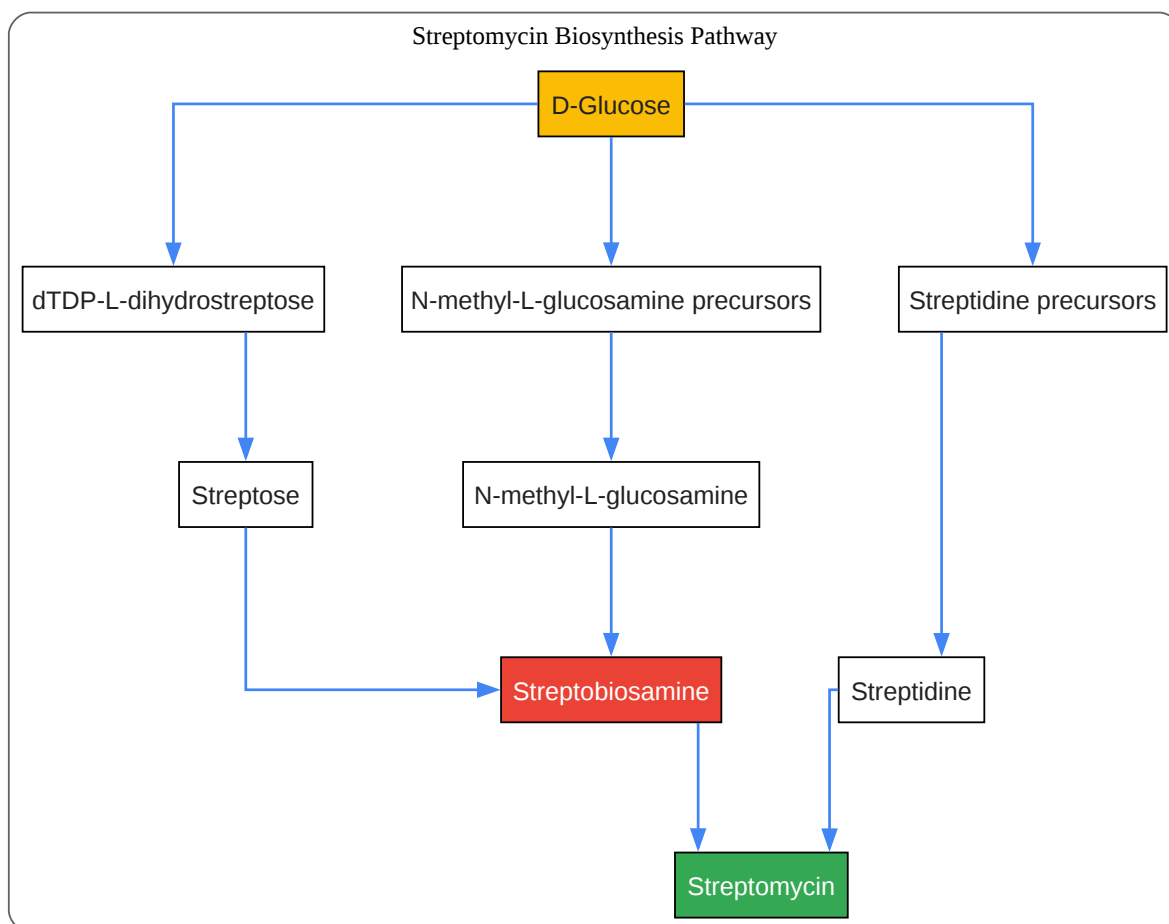 Streptomycin Biosynthesis Pathway
D-Glucose
dTDP-L-dihydrostreptose
N-methyl-L-glucosamine precursors
Streptidine precursors
Streptose
N-methyl-L-glucosamine
Streptobiosamine
Streptidine
Streptomycin